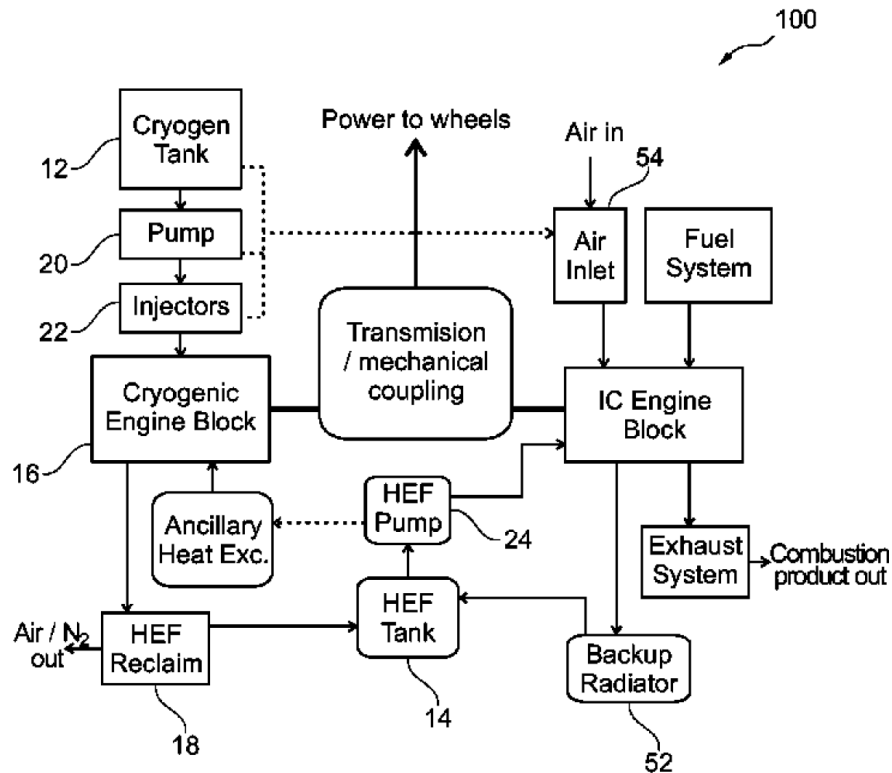 100
Cryogen
Tank
12
Power to wheels
Air in
54
Pump
20
Air
Inlet
Fuel
System
Injectors
22
Transmision
/ mechanical
coupling
Cryogenic
Engine Block
16
IC Engine
Block
HEF
Pump
24
Ancillary
Heat Exc.
Exhaust
System
Combustion
product out
HEF
Tank
14
Air / N₂
out
HEF
Reclaim
18
Backup
Radiator
52